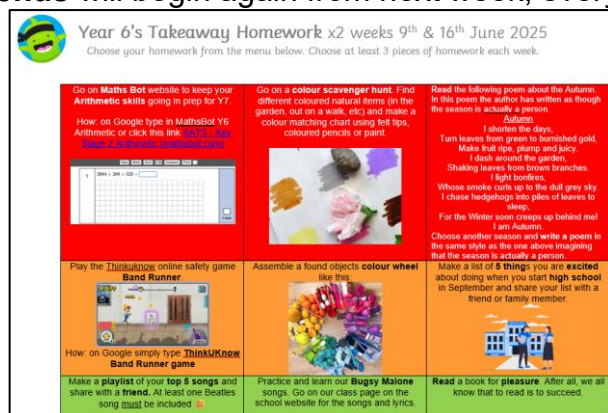 will begin again from next week, every
Year 6's Takeaway Homework x2 weeks 9th & 16th June 2025
Choose your homework from the menu below. Choose at least 3 pieces of homework each week.
Go on Maths Bot website to keep your
Arithmetic skills going in prep for Y7.
How: on Google type in MathsBot Y6
Arithmetic or click this link SATS - Key
Stage 2 Arithmetic (mathsbot.com)
Go on a colour scavenger hunt. Find
different coloured natural items (in the
garden, out on a walk, etc) and make a
colour matching chart using felt tips,
coloured pencils or paint.
Read the following poem about the Autumn.
In this poem the author has written as though
the season is actually a person.
Autumn
I shorten the days,
Turn leaves from green to burnished gold,
Make fruit ripe, plump and juicy,
I dash around the garden,
Shaking leaves from brown branches.
I light bonfires,
Whose smoke curls up to the dull grey sky.
I chase hedgehogs into piles of leaves to
sleep,
For the Winter soon creeps up behind me!
I am Autumn.
Choose another season and write a poem in
the same style as the one above imagining
that the season is actually a person.
Play the Thinkuknow online safety game
Band Runner.
How: on Google simply type ThinkUKnow
Band Runner game
Assemble a found objects colour wheel
like this:
Make a list of 5 things you are excited
about doing when you start high school
in September and share your list with a
friend or family member.
Make a playlist of your top 5 songs and
share with a friend. At least one Beatles
song must be included
Practice and learn our Bugsy Malone
songs. Go on our class page on the
school website for the songs and lyrics.
Read a book for pleasure. After all, we all
know that to read is to succeed.